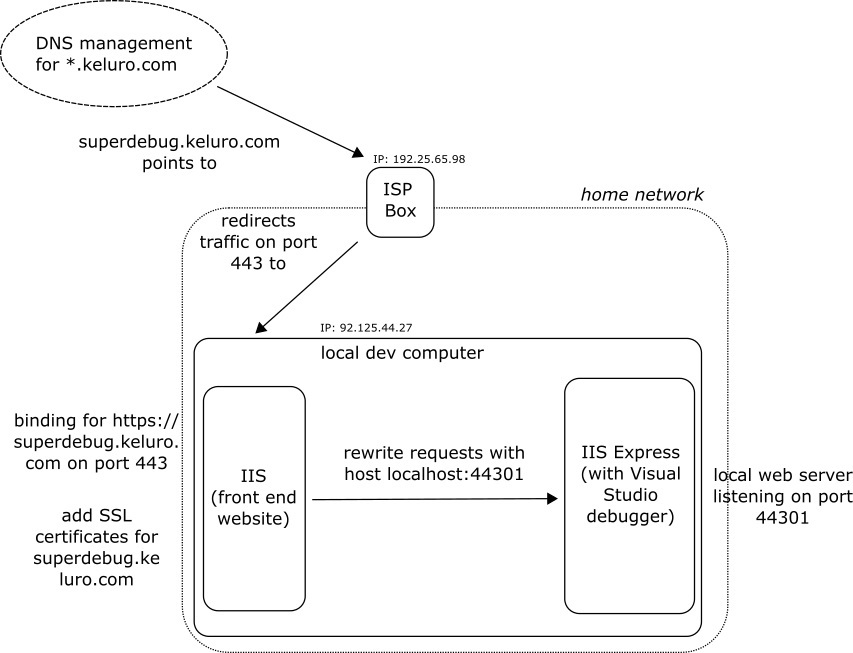 DNS management
for *.keluro.com
superdebug.keluro.com
points to
IP: 192.25.65.98
ISP
Box
home network
redirects
traffic on port
443 to
IP: 92.125.44.27
local dev computer
binding for https://
superdebug.keluro.
com on port 443
add SSL
certificates for
superdebug.ke
luro.com
IIS
(front end
website)
rewrite requests with
host localhost:44301
IIS Express
(with Visual
Studio
debugger)
local web server
listening on port
44301